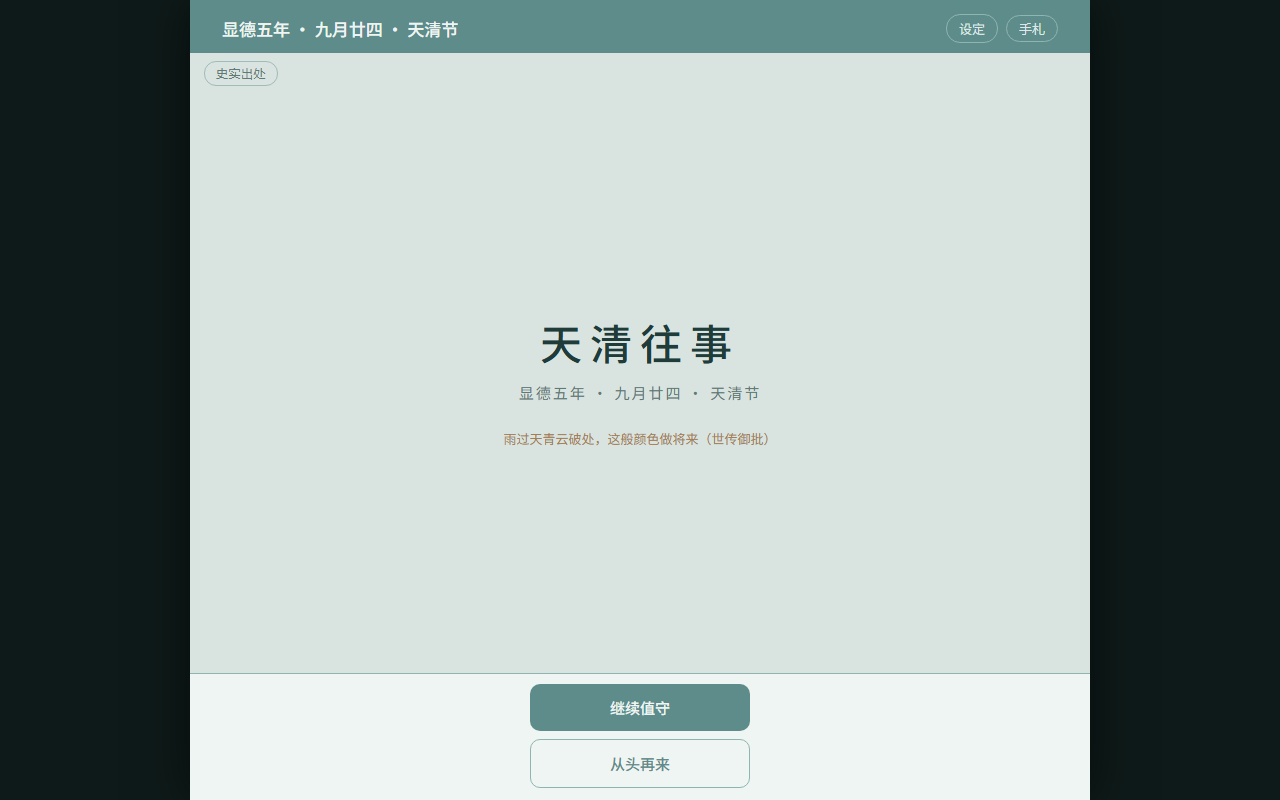 显德五年 · 九月廿四 · 天清节
设定
手札
史实出处
天清往事
显德五年 · 九月廿四 · 天清节
雨过天青云破处，这般颜色做将来（世传御批）
继续值守
从头再来